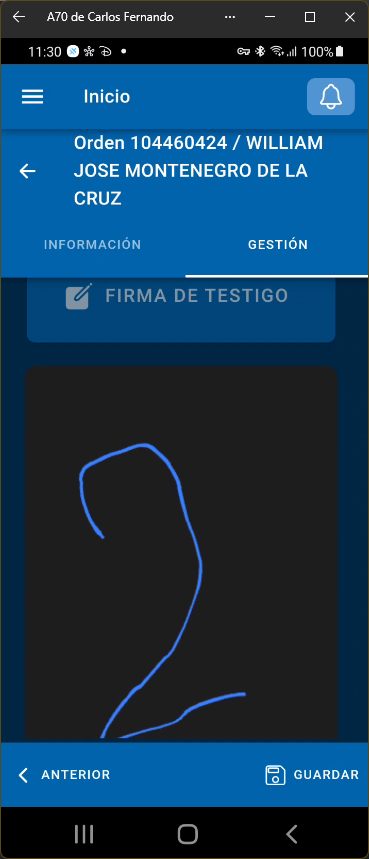 A70 de Carlos Fernando
11:30 100%
Inicio
Orden 104460424 / WILLIAM
JOSE MONTENEGRO DE LA
CRUZ
INFORMACIÓN GESTIÓN
FIRMA DE TESTIGO
ANTERIOR GUARDAR